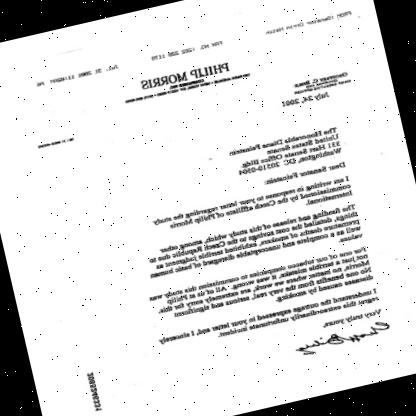 PHILIP MORRIS
GEOFFREY C. BIBLE
July 24, 2001
The Honorable Diane Feinstein
United States Senate
331 Hart Senate Office Bldg.
Washington, DC 20510-0504
Dear Senator Feinstein:
I am writing in response to your letter regarding the study
commissioned by the Czech affiliate of Philip Morris
International.
The funding and release of this study which, among other
things, detailed the cost savings to the Czech Republic due to
premature deaths of smokers, exhibited terrible judgment as
well as a complete and unacceptable disregard of basic human
values.
For one of our tobacco companies to commission this study was
not just a terrible mistake, it was wrong. All of us at Philip
Morris, no matter where we work, are extremely sorry for this.
No one benefits from the very real, serious and significant
diseases caused by smoking.
I understand the outrage expressed in your letter and, I sincerely
regret this extraordinarily unfortunate incident.
Very truly yours,